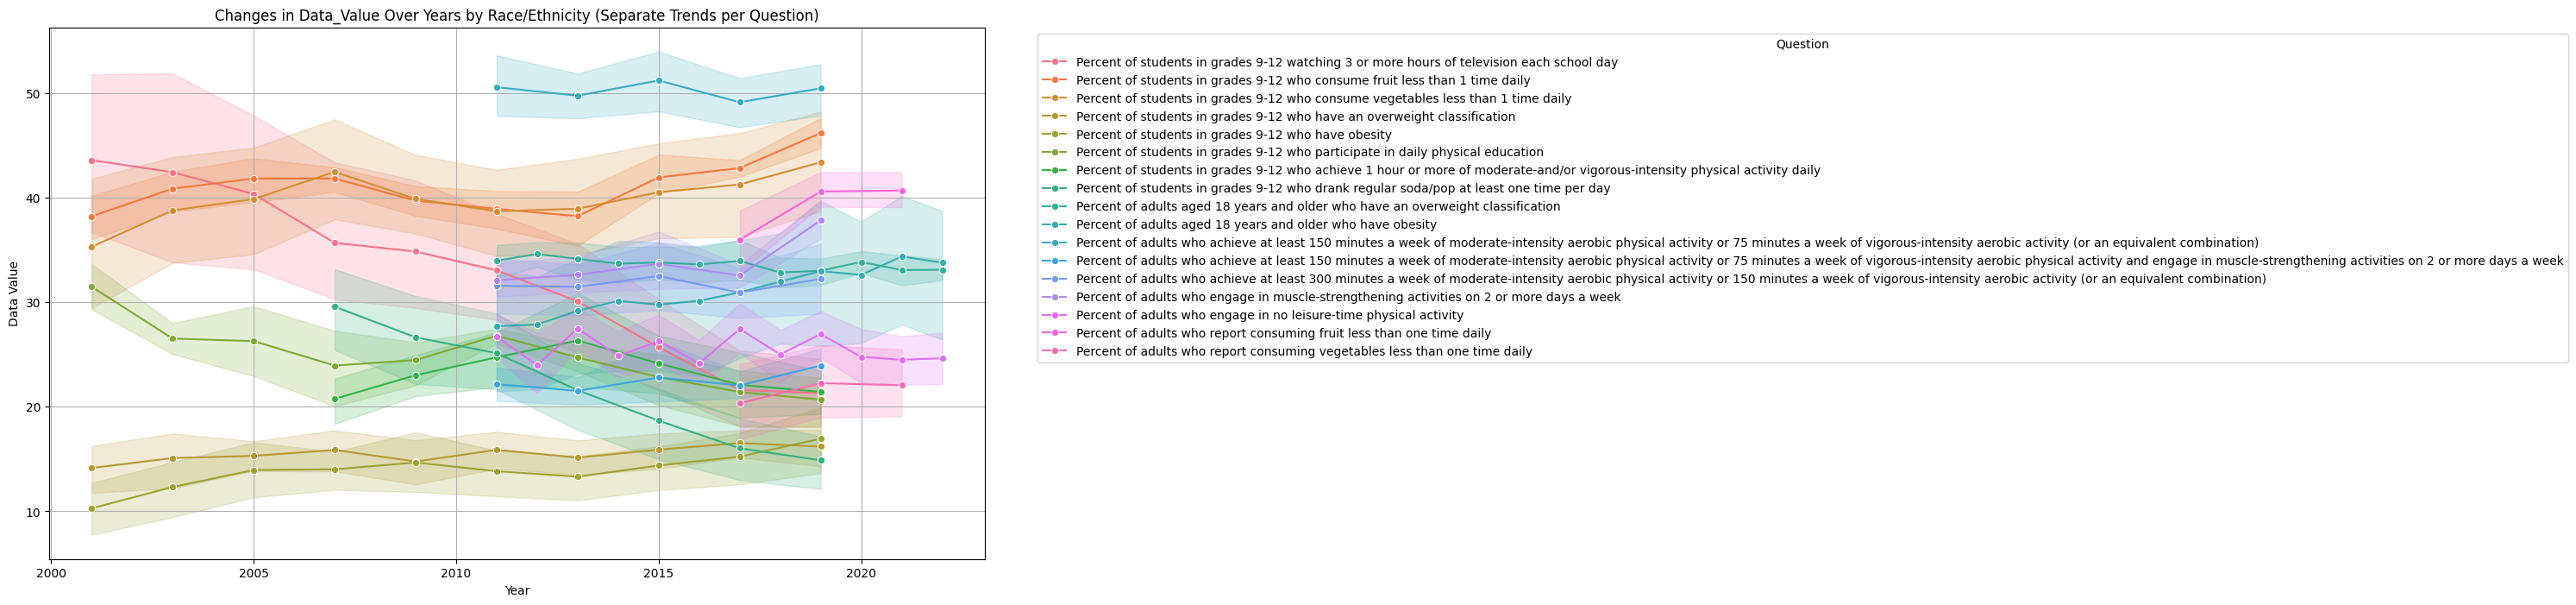 Changes in Data_Value Over Years by Race/Ethnicity (Separate Trends per Question)
Data Value
50
40
30
20
10
2000
2005
2010
2015
2020
Year
Question
Percent of students in grades 9-12 watching 3 or more hours of television each school day
Percent of students in grades 9-12 who consume fruit less than 1 time daily
Percent of students in grades 9-12 who consume vegetables less than 1 time daily
Percent of students in grades 9-12 who have an overweight classification
Percent of students in grades 9-12 who have obesity
Percent of students in grades 9-12 who participate in daily physical education
Percent of students in grades 9-12 who achieve 1 hour or more of moderate-and/or vigorous-intensity physical activity daily
Percent of students in grades 9-12 who drank regular soda/pop at least one time per day
Percent of adults aged 18 years and older who have an overweight classification
Percent of adults aged 18 years and older who have obesity
Percent of adults who achieve at least 150 minutes a week of moderate-intensity aerobic physical activity or 75 minutes a week of vigorous-intensity aerobic activity (or an equivalent combination)
Percent of adults who achieve at least 150 minutes a week of moderate-intensity aerobic physical activity or 75 minutes a week of vigorous-intensity aerobic physical activity and engage in muscle-strengthening activities on 2 or more days a week
Percent of adults who achieve at least 300 minutes a week of moderate-intensity aerobic physical activity or 150 minutes a week of vigorous-intensity aerobic activity (or an equivalent combination)
Percent of adults who engage in muscle-strengthening activities on 2 or more days a week
Percent of adults who engage in no leisure-time physical activity
Percent of adults who report consuming fruit less than one time daily
Percent of adults who report consuming vegetables less than one time daily